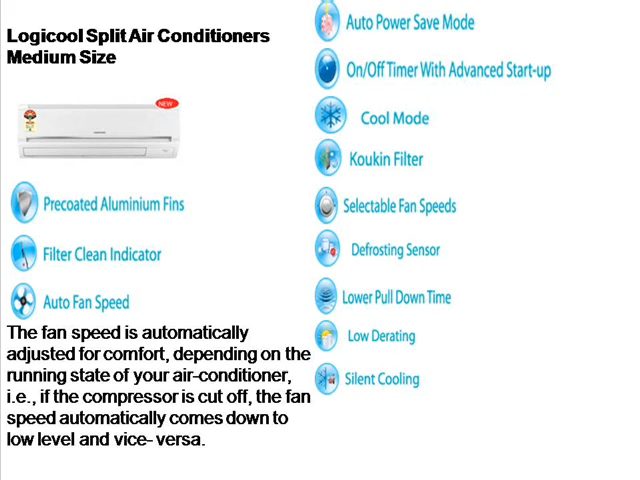 Logicool Split Air Conditioners
Medium Size
NEW
Precoated Aluminium Fins
Filter Clean Indicator
Auto Fan Speed
The fan speed is automatically
adjusted for comfort, depending on the
running state of your air-conditioner,
i.e., if the compressor is cut off, the fan
speed automatically comes down to
low level and vice- versa.
Auto Power Save Mode
On/Off Timer With Advanced Start-up
Cool Mode
Koukin Filter
Selectable Fan Speeds
Defrosting Sensor
Lower Pull Down Time
Low Derating
Silent Cooling